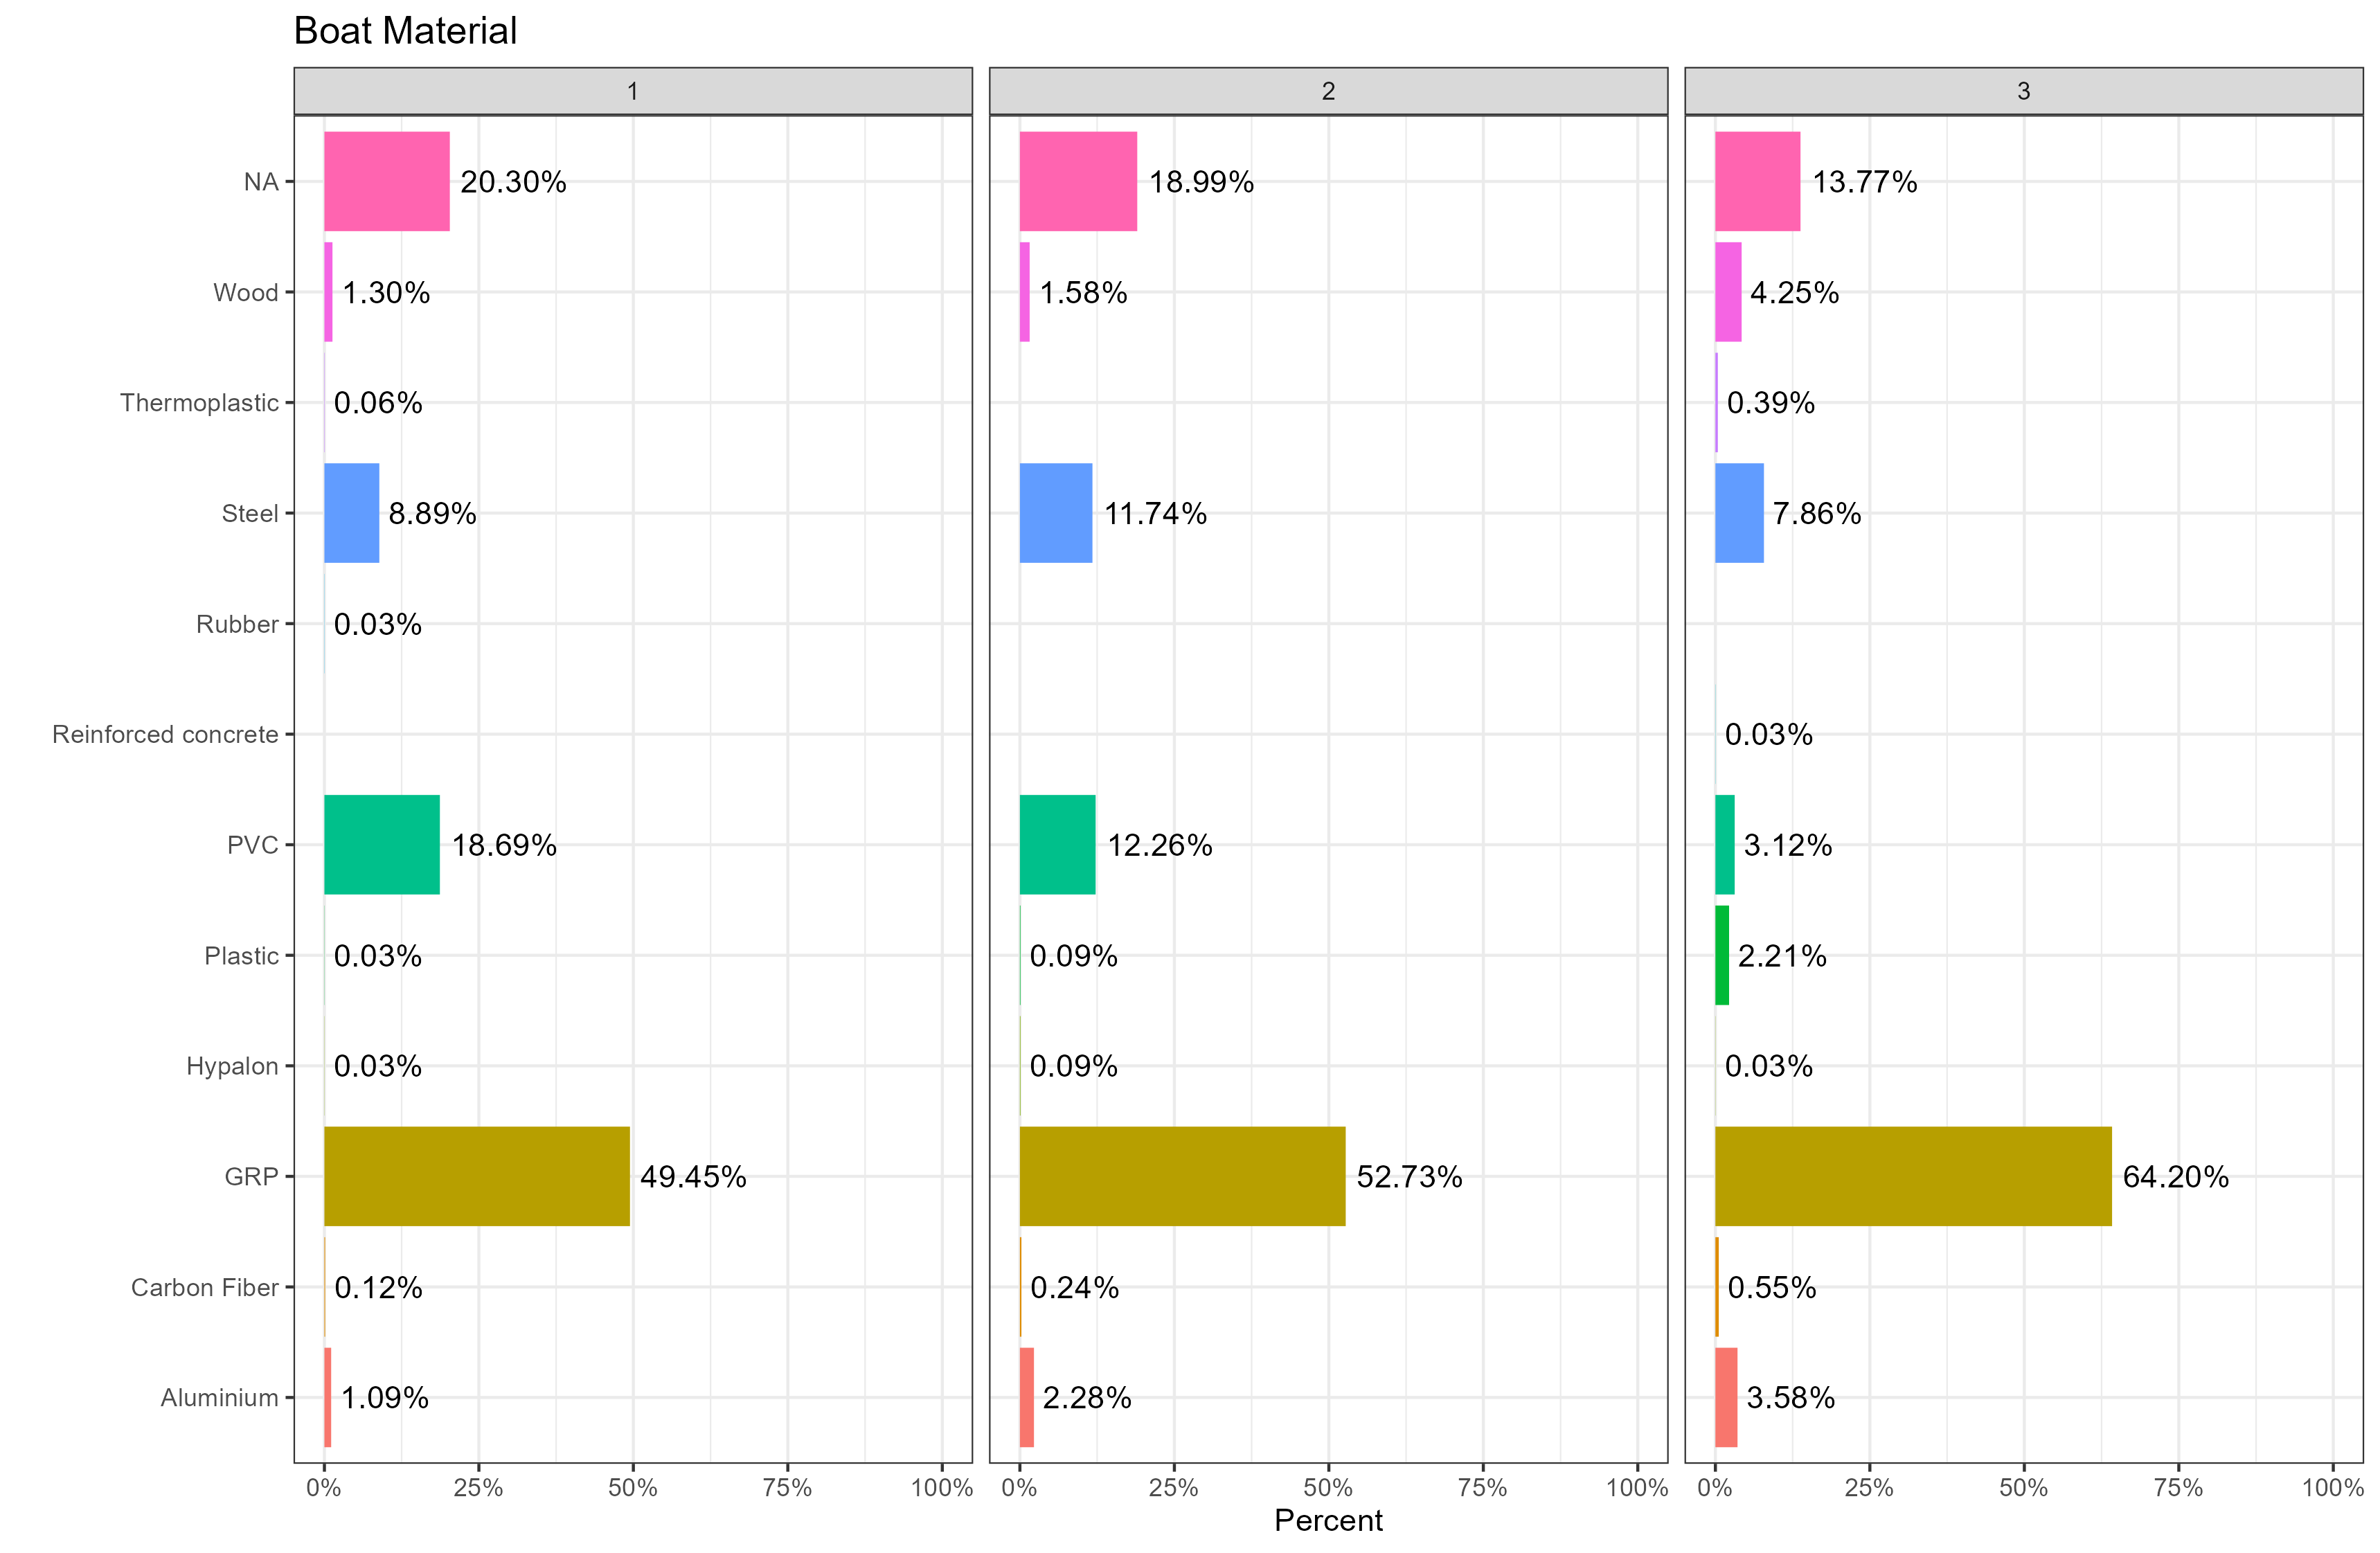 Boat Material
1 2 3
NA 20.30% 18.99% 13.77%
Wood 1.30% 1.58% 4.25%
Thermoplastic 0.06% 0.39%
Steel 8.89% 11.74% 7.86%
Rubber 0.03%
Reinforced concrete 0.03%
PVC 18.69% 12.26% 3.12%
Plastic 0.03% 0.09% 2.21%
Hypalon 0.03% 0.09% 0.03%
GRP 49.45% 52.73% 64.20%
Carbon Fiber 0.12% 0.24% 0.55%
Aluminium 1.09% 2.28% 3.58%
0% 25% 50% 75% 100% 0% 25% 50% 75% 100% 0% 25% 50% 75% 100%
Percent